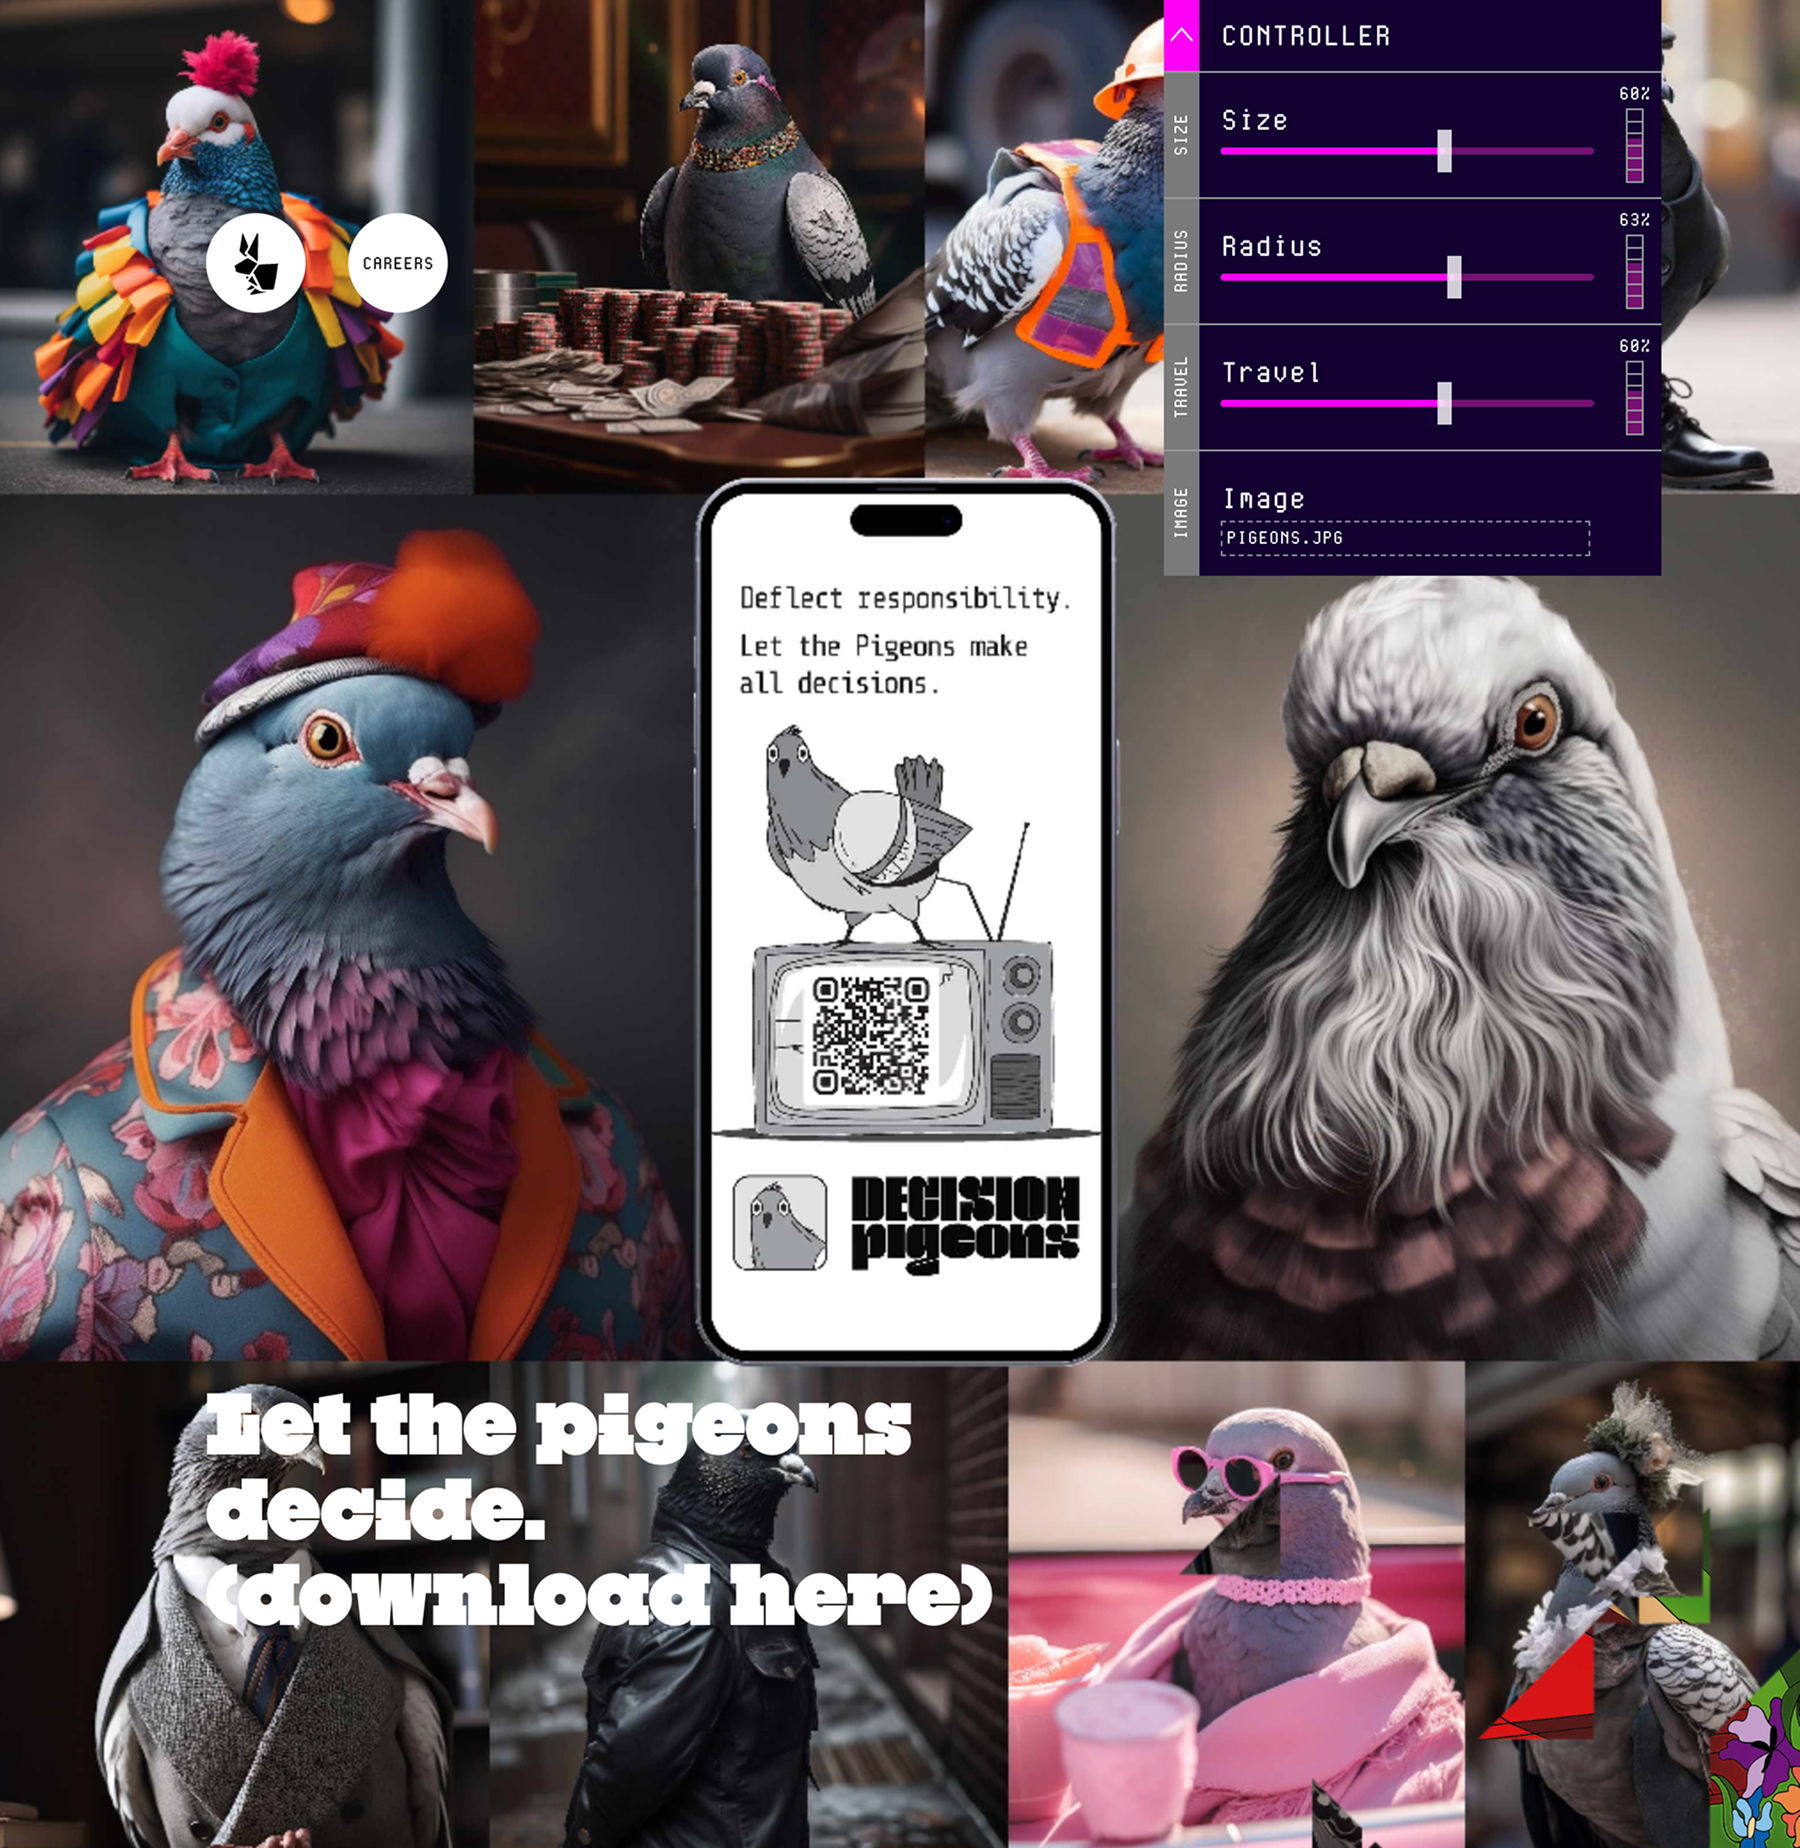 CAREERS
CONTROLLER
SIZE
Size
60%
RADIUS
Radius
63%
TRAVEL
Travel
60%
IMAGE
Image
PIGEONS.JPG
Deflect responsibility.
Let the Pigeons make
all decisions.
DECISION
pigeons
Let the pigeons
decide.
(download here)